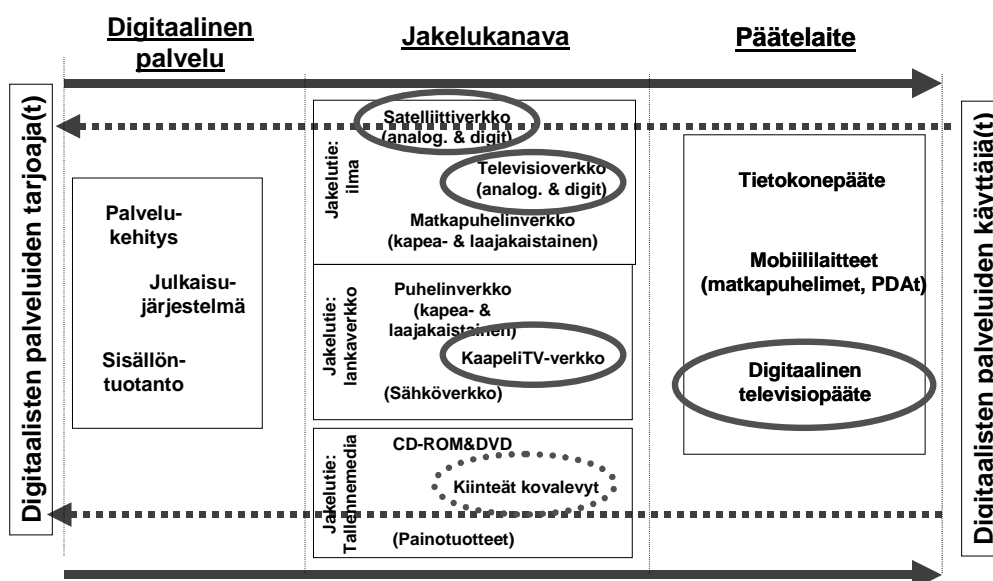 Digitaalinen
palvelu
Jakelukanava
Päätelaite
Digitaalisten palveluiden tarjoaja(t)
Palvelu-
kehitys
Julkaisu-
järjestelmä
Sisällön-
tuotanto
Jakelutie:
ilma
Satelliittiverkko
(analog. & digit)
Televisioverkko
(analog. & digit)
Matkapuhelinverkko
(kapea- & laajakaistainen)
Jakelutie:
lankaverkko
Puhelinverkko
(kapea- &
laajakaistainen)
KaapeliTV-verkko
(Sähköverkko)
Jakelutie:
Tallennemedia
CD-ROM&DVD
Kiinteät kovalevyt
(Painotuotteet)
Tietokonepääte
Mobiililaitteet
(matkapuhelimet, PDAt)
Digitaalinen
televisiopääte
Digitaalisten palveluiden käyttäjä(t)